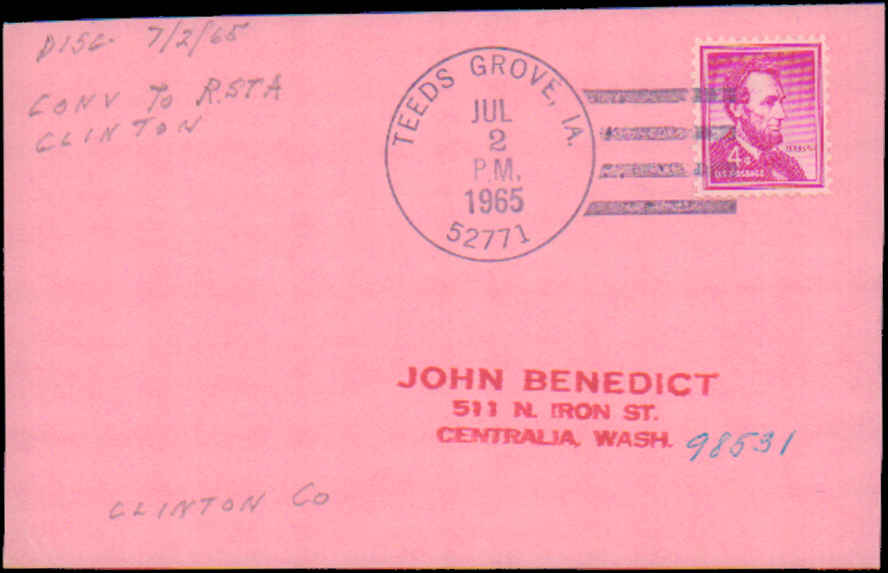 DISC 7/2/65
CONV TO R.STA
CLINTON
TEEDS GROVE, IA.
JUL
2
P.M.
1965
52771
4¢
U.S. POSTAGE
JOHN BENEDICT
511 N. IRON ST.
CENTRALIA, WASH. 98531
CLINTON CO